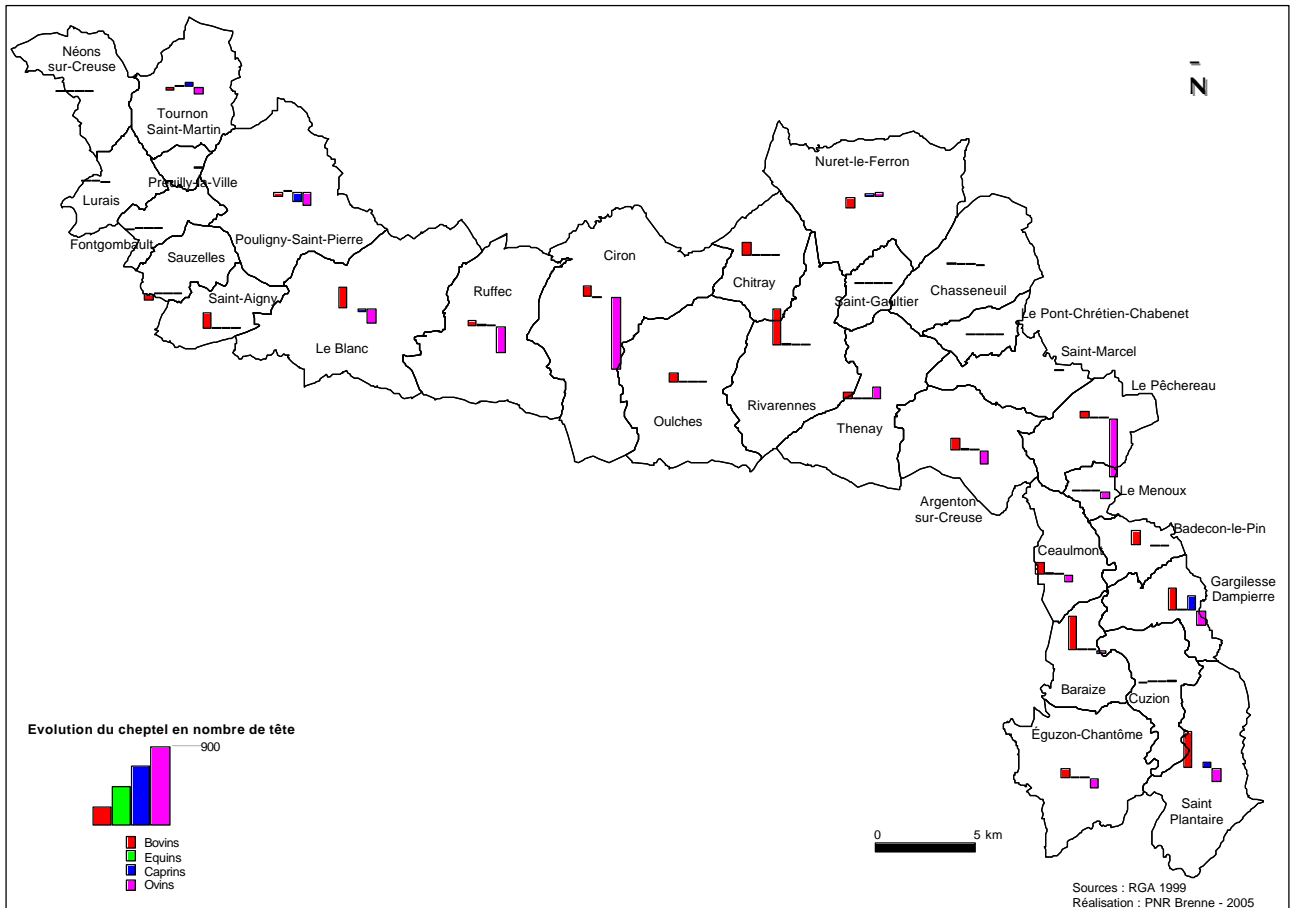 Néons
sur-Creuse
N
Tournon
Saint-Martin
Nuret-le-Ferron
Preuilly-la-Ville
Lurais
Fontgombault
Pouligny-Saint-Pierre
Sauzelles
Ciron
Chitray
Saint-Aigny
Ruffec
Saint-Gaultier
Chasseneuil
Le Pont-Chrétien-Chabenet
Le Blanc
Saint-Marcel
Le Pêchereau
Oulches
Rivarennes
Thenay
Le Menoux
Argenton
sur-Creuse
Badecon-le-Pin
Ceaulmont
Gargilesse
Dampierre
Baraize
Cuzion
Éguzon-Chantôme
Saint
Plantaire
Evolution du cheptel en nombre de tête
900
Bovins
Equins
Caprins
Ovins
0 5 km
Sources : RGA 1999
Réalisation : PNR Brenne - 2005